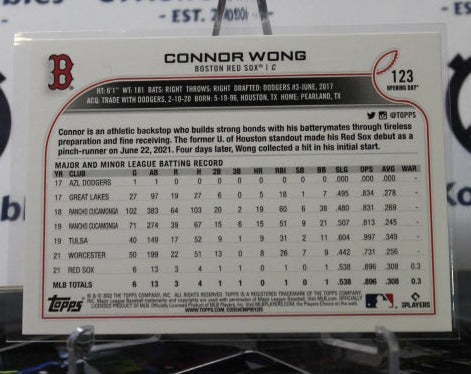 - EST. 2
CONNOR WONG
BOSTON RED SOX® | C
123
OPENING DAY®
HT: 6'1" WT: 181 BATS: RIGHT THROWS: RIGHT DRAFTED: DODGERS #3-JUNE, 2017
ACQ: TRADE WITH DODGERS, 2-10-20 BORN: 5-19-96, HOUSTON, TX HOME: PEARLAND, TX
@TOPPS
Connor is an athletic backstop who builds strong bonds with his batterymates through tireless
preparation and fine receiving. The former U. of Houston standout made his Red Sox debut as a
pinch-runner on June 22, 2021. Four days later, Wong collected a hit in his initial start.
MAJOR AND MINOR LEAGUE BATTING RECORD
YR CLUB G AB R H 2B 3B HR RBI SB BB SLG OPS AVG WAR
17 AZL DODGERS 1 1 0 0 0 0 0 0 0 0 .000 .000 .000
17 GREAT LAKES 27 97 19 27 6 0 5 18 1 7 .495 .834 .278
18 RANCHO CUCAMONGA 102 383 64 103 20 2 19 60 6 38 .480 .831 .269
19 RANCHO CUCAMONGA 71 274 39 67 15 6 15 51 9 21 .507 .813 .245
19 TULSA 40 149 17 52 9 1 9 31 2 11 .604 .997 .349
21 WORCESTER 50 199 22 51 13 0 8 26 7 9 .442 .731 .256
21 RED SOX 6 13 3 4 1 1 0 1 0 1 .538 .896 .308 0.3
MLB TOTALS 6 13 3 4 1 1 0 1 0 1 .538 .896 .308 0.3
topps
MLB
PLAYERS